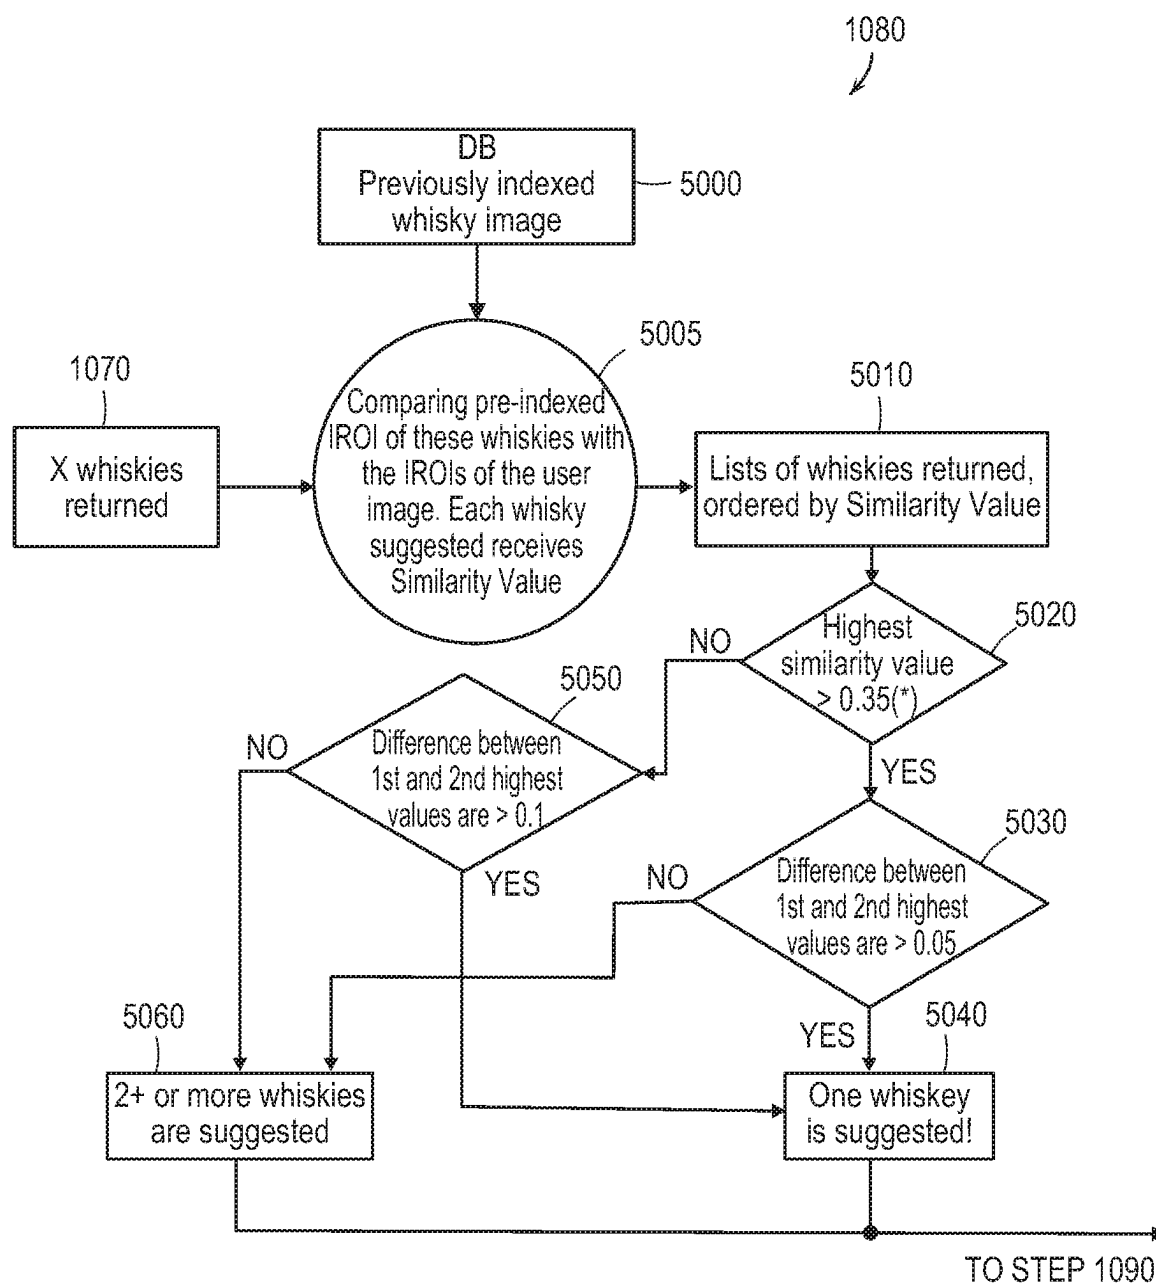 1080
DB
Previously indexed
whisky image
5000
5005
1070
X whiskies
returned
Comparing pre-indexed
IROI of these whiskies with
the IROIs of the user
image. Each whisky
suggested receives
Similarity Value
5010
Lists of whiskies returned,
ordered by Similarity Value
5020
Highest
similarity value
> 0.35(*)
NO
YES
5050
Difference between
1st and 2nd highest
values are > 0.1
NO
YES
5030
Difference between
1st and 2nd highest
values are > 0.05
NO
YES
5060
2+ or more whiskies
are suggested
5040
One whiskey
is suggested!
TO STEP 1090